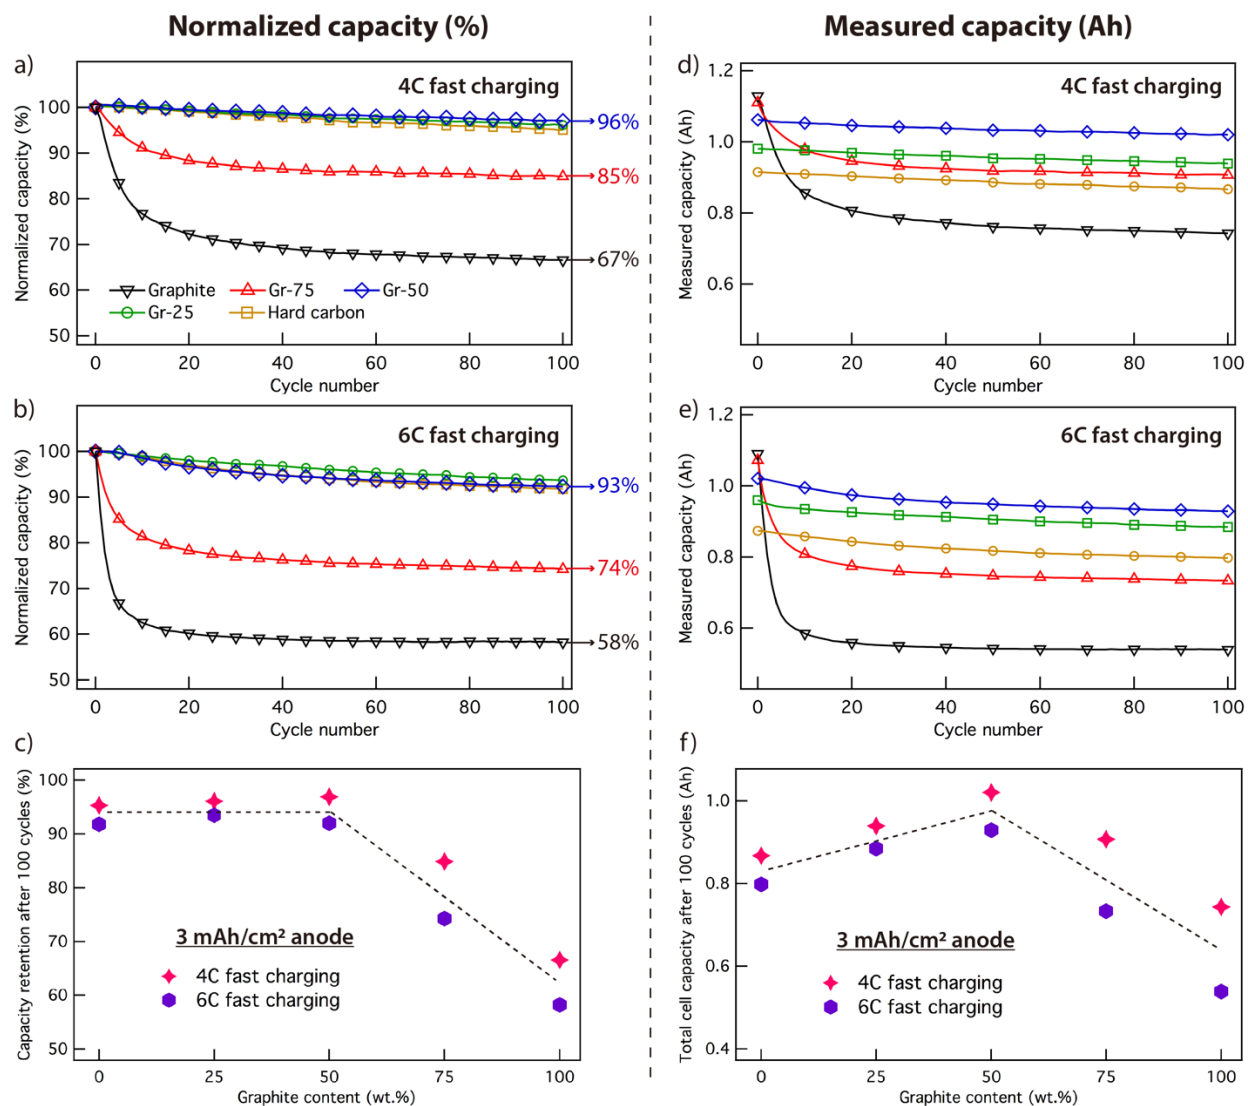 Normalized capacity (%)
Measured capacity (Ah)
a)
4C fast charging
Normalized capacity (%)
100
90
80
70
60
50
96%
85%
67%
Graphite
Gr-75
Gr-50
Gr-25
Hard carbon
0
20
40
60
80
100
Cycle number
d)
4C fast charging
Measured capacity (Ah)
1.2
1.0
0.8
0.6
0
20
40
60
80
100
Cycle number
b)
6C fast charging
Normalized capacity (%)
100
90
80
70
60
50
93%
74%
58%
0
20
40
60
80
100
Cycle number
e)
6C fast charging
Measured capacity (Ah)
1.2
1.0
0.8
0.6
0
20
40
60
80
100
Cycle number
c)
Capacity retention after 100 cycles (%)
100
90
80
70
60
50
3 mAh/cm² anode
4C fast charging
6C fast charging
0
25
50
75
100
Graphite content (wt.%)
f)
Total cell capacity after 100 cycles (Ah)
1.0
0.8
0.6
0.4
3 mAh/cm² anode
4C fast charging
6C fast charging
0
25
50
75
100
Graphite content (wt.%)